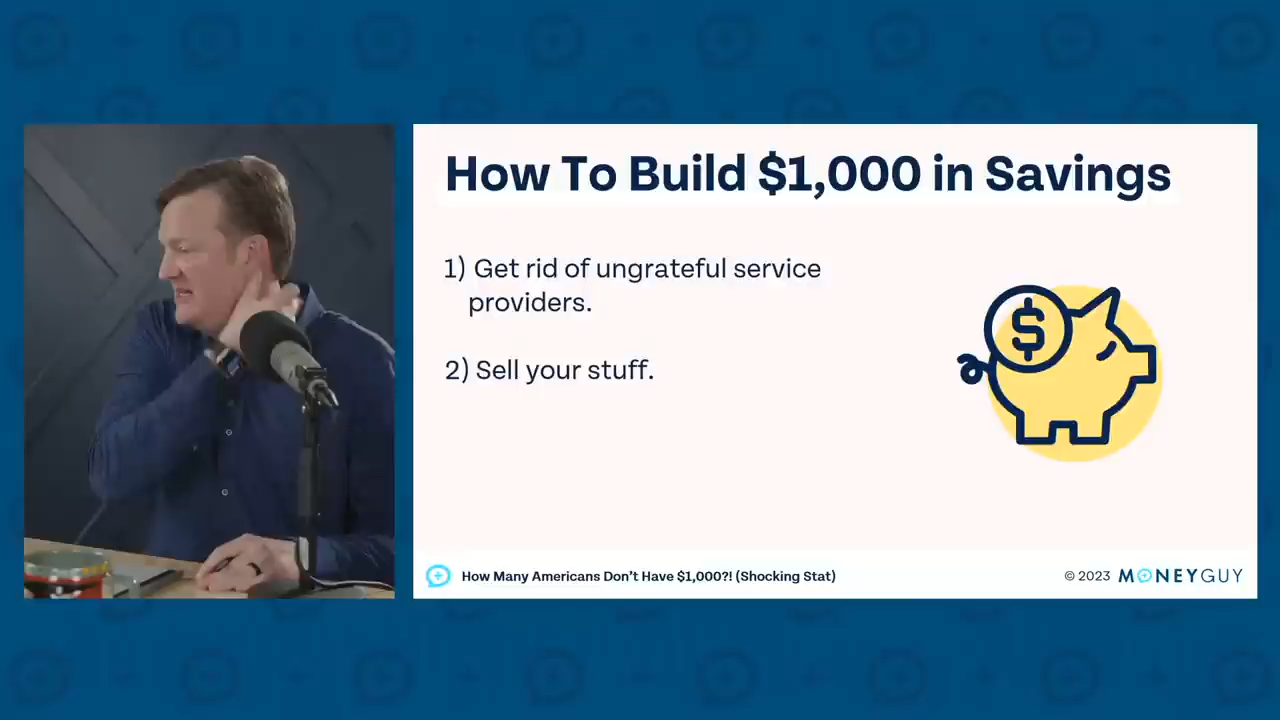 How To Build $1,000 in Savings
1) Get rid of ungrateful service
providers.
2) Sell your stuff.
$
How Many Americans Don't Have $1,000?! (Shocking Stat)
© 2023 MONEYGUY